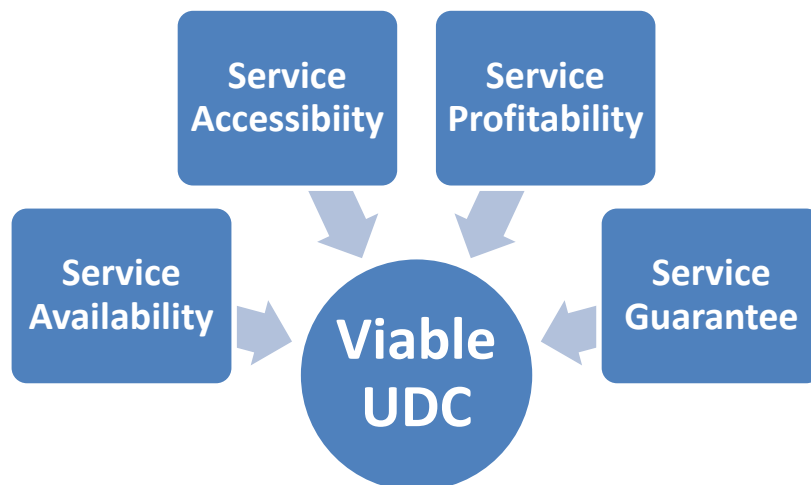 Service
Accessibiity
Service
Profitability
Service
Availability
Service
Guarantee
Viable
UDC